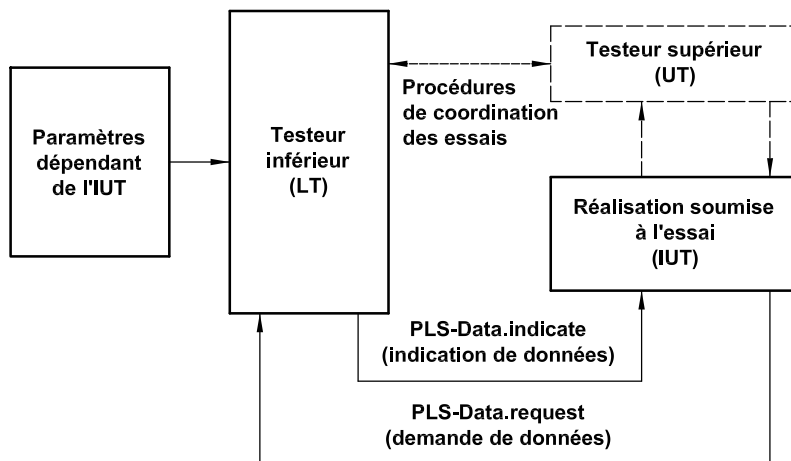 Paramètres
dépendant
de l'IUT
Testeur
inférieur
(LT)
Procédures
de coordination
des essais
Testeur supérieur
(UT)
Réalisation soumise
à l'essai
(IUT)
PLS-Data.indicate
(indication de données)
PLS-Data.request
(demande de données)